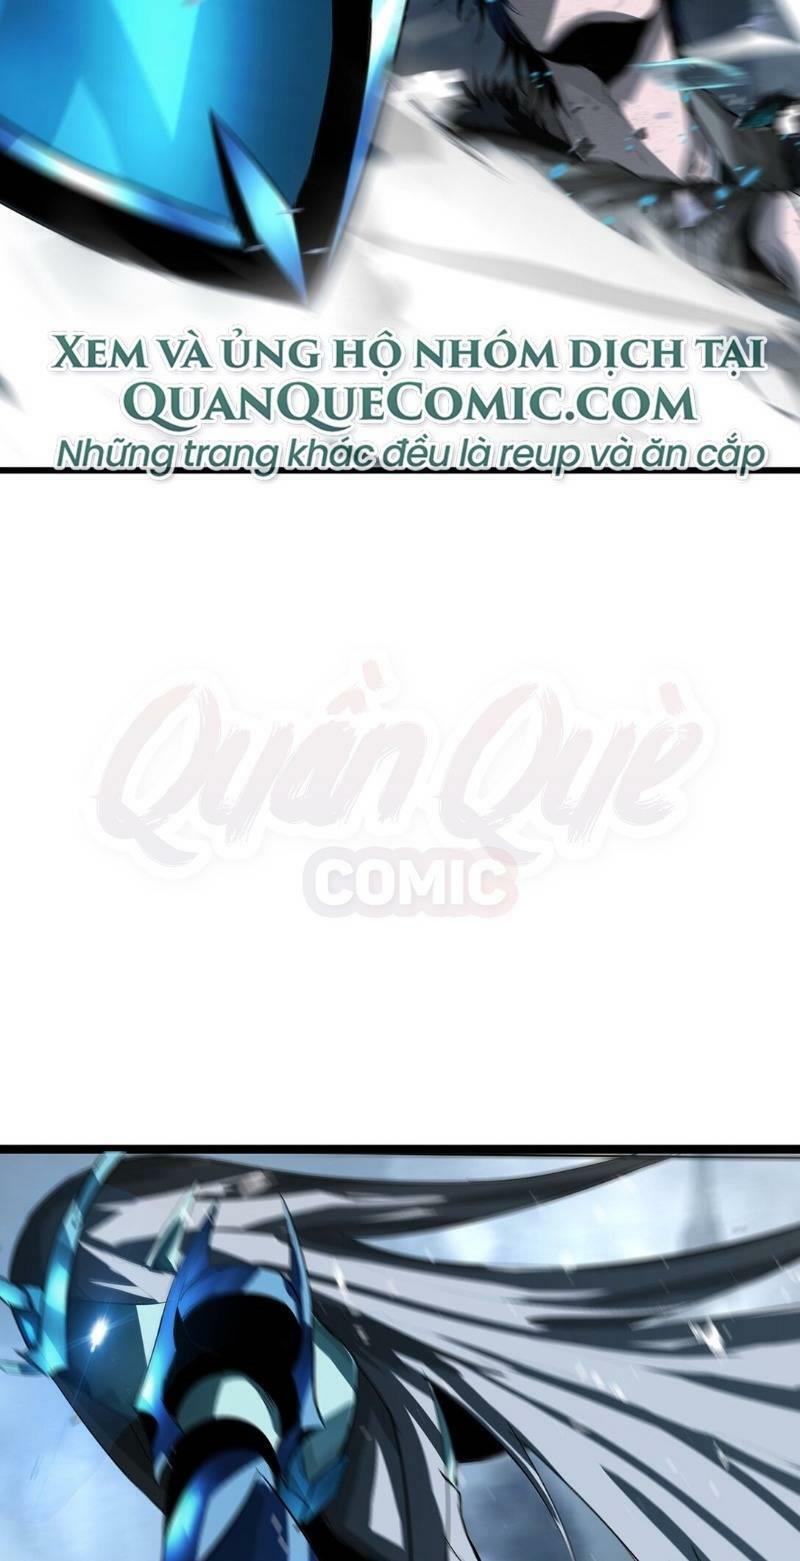 Xem và ủng hộ nhóm dịch tại
QuanQueComic.com
Những trang khác đều là reup và ăn cắp
Quẩn Què
COMIC